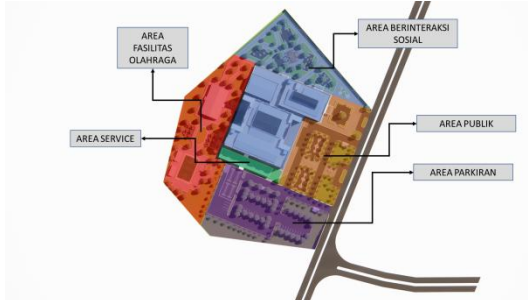 AREA
FASILITAS
OLAHRAGA
AREA BERINTERAKSI
SOSIAL
AREA SERVICE
AREA PUBLIK
AREA PARKIRAN